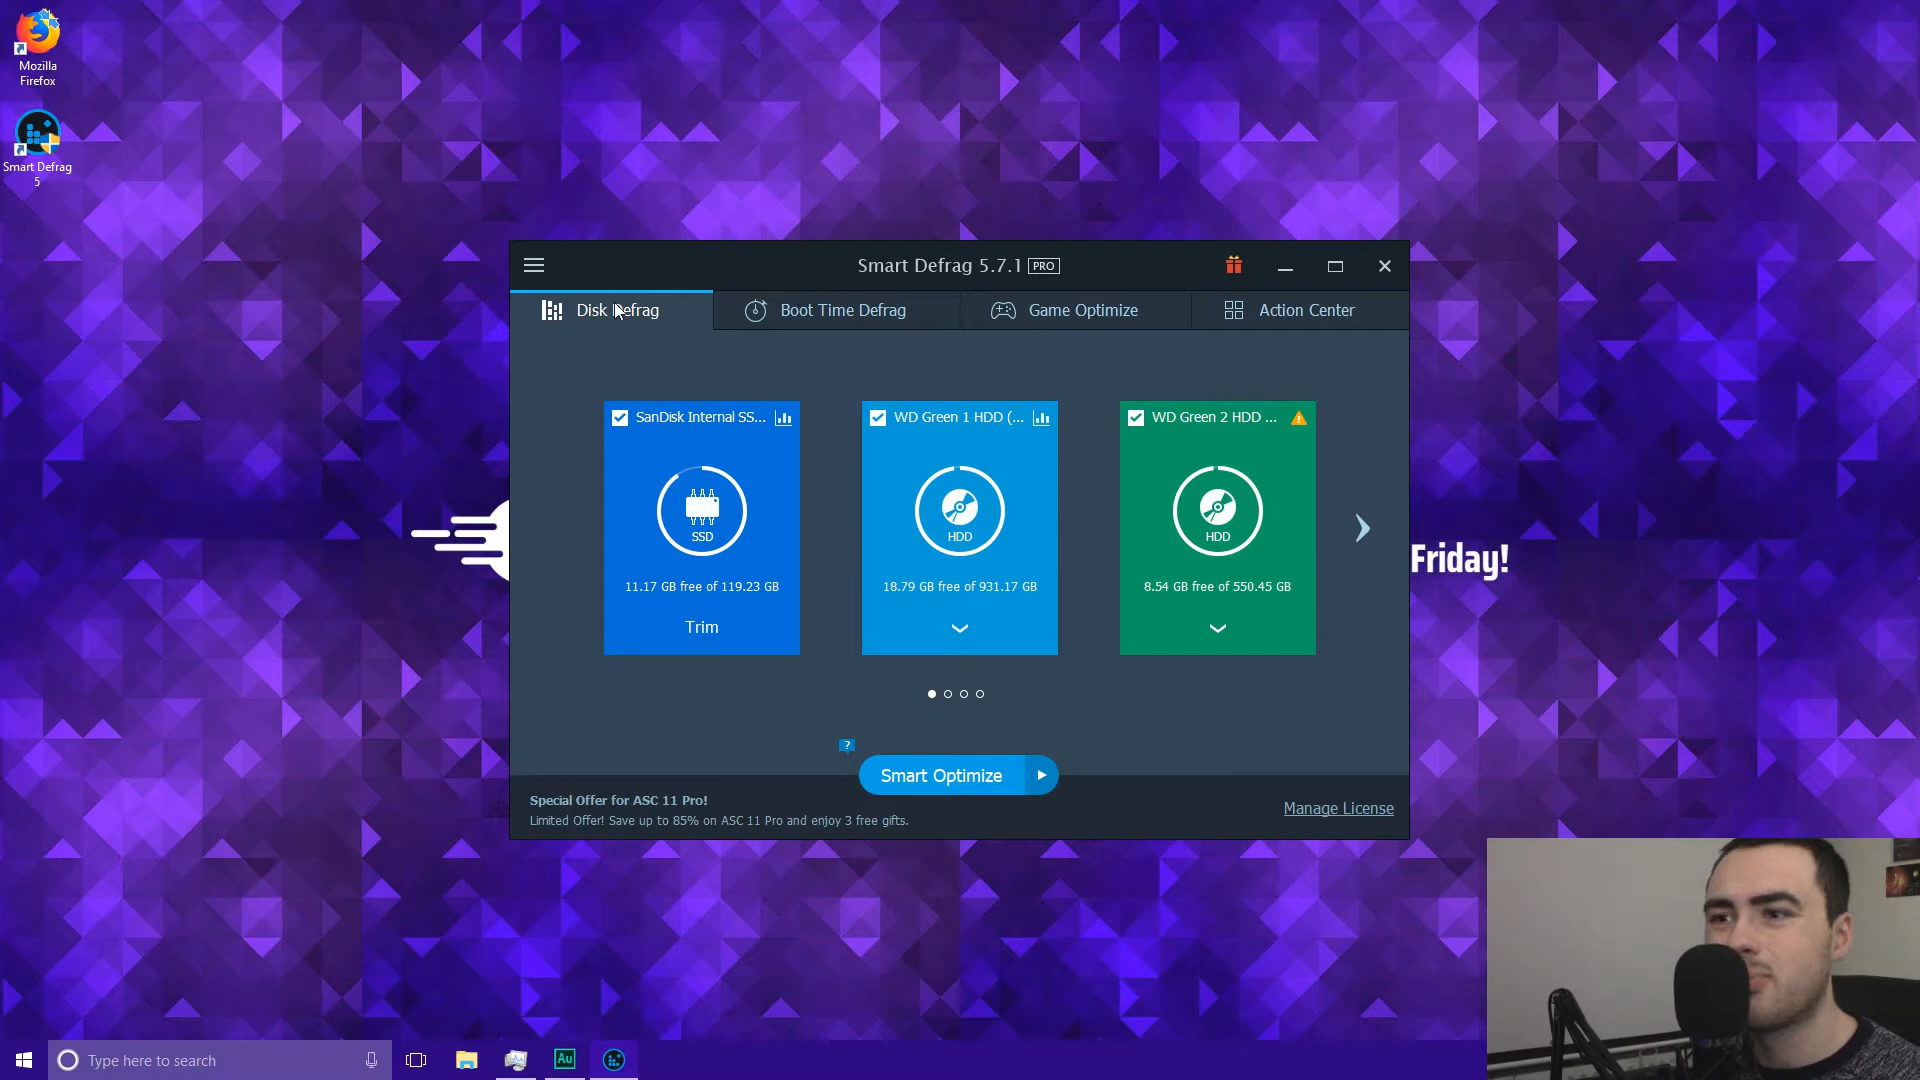 Mozilla
Firefox
Smart Defrag
5
Smart Defrag 5.7.1 PRO
Disk Defrag
Boot Time Defrag
Game Optimize
Action Center
SanDisk Internal SS...
WD Green 1 HDD (...
WD Green 2 HDD ...
SSD
HDD
HDD
11.17 GB free of 119.23 GB
18.79 GB free of 931.17 GB
8.54 GB free of 550.45 GB
Trim
Friday!
?
Smart Optimize
Special Offer for ASC 11 Pro!
Limited Offer! Save up to 85% on ASC 11 Pro and enjoy 3 free gifts.
Manage License
Type here to search
Au